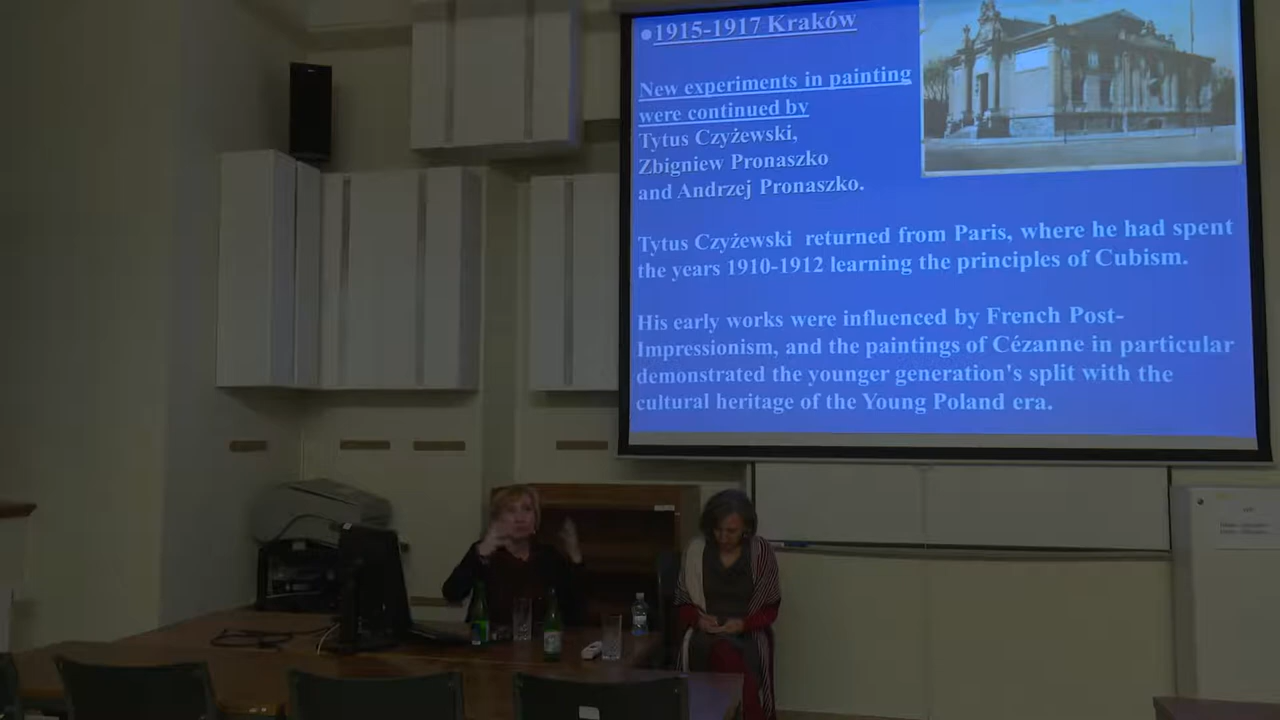 ●1915-1917 Kraków
New experiments in painting
were continued by
Tytus Czyżewski,
Zbigniew Pronaszko
and Andrzej Pronaszko.
Tytus Czyżewski returned from Paris, where he had spent
the years 1910-1912 learning the principles of Cubism.
His early works were influenced by French Post-
Impressionism, and the paintings of Cézanne in particular
demonstrated the younger generation's split with the
cultural heritage of the Young Poland era.